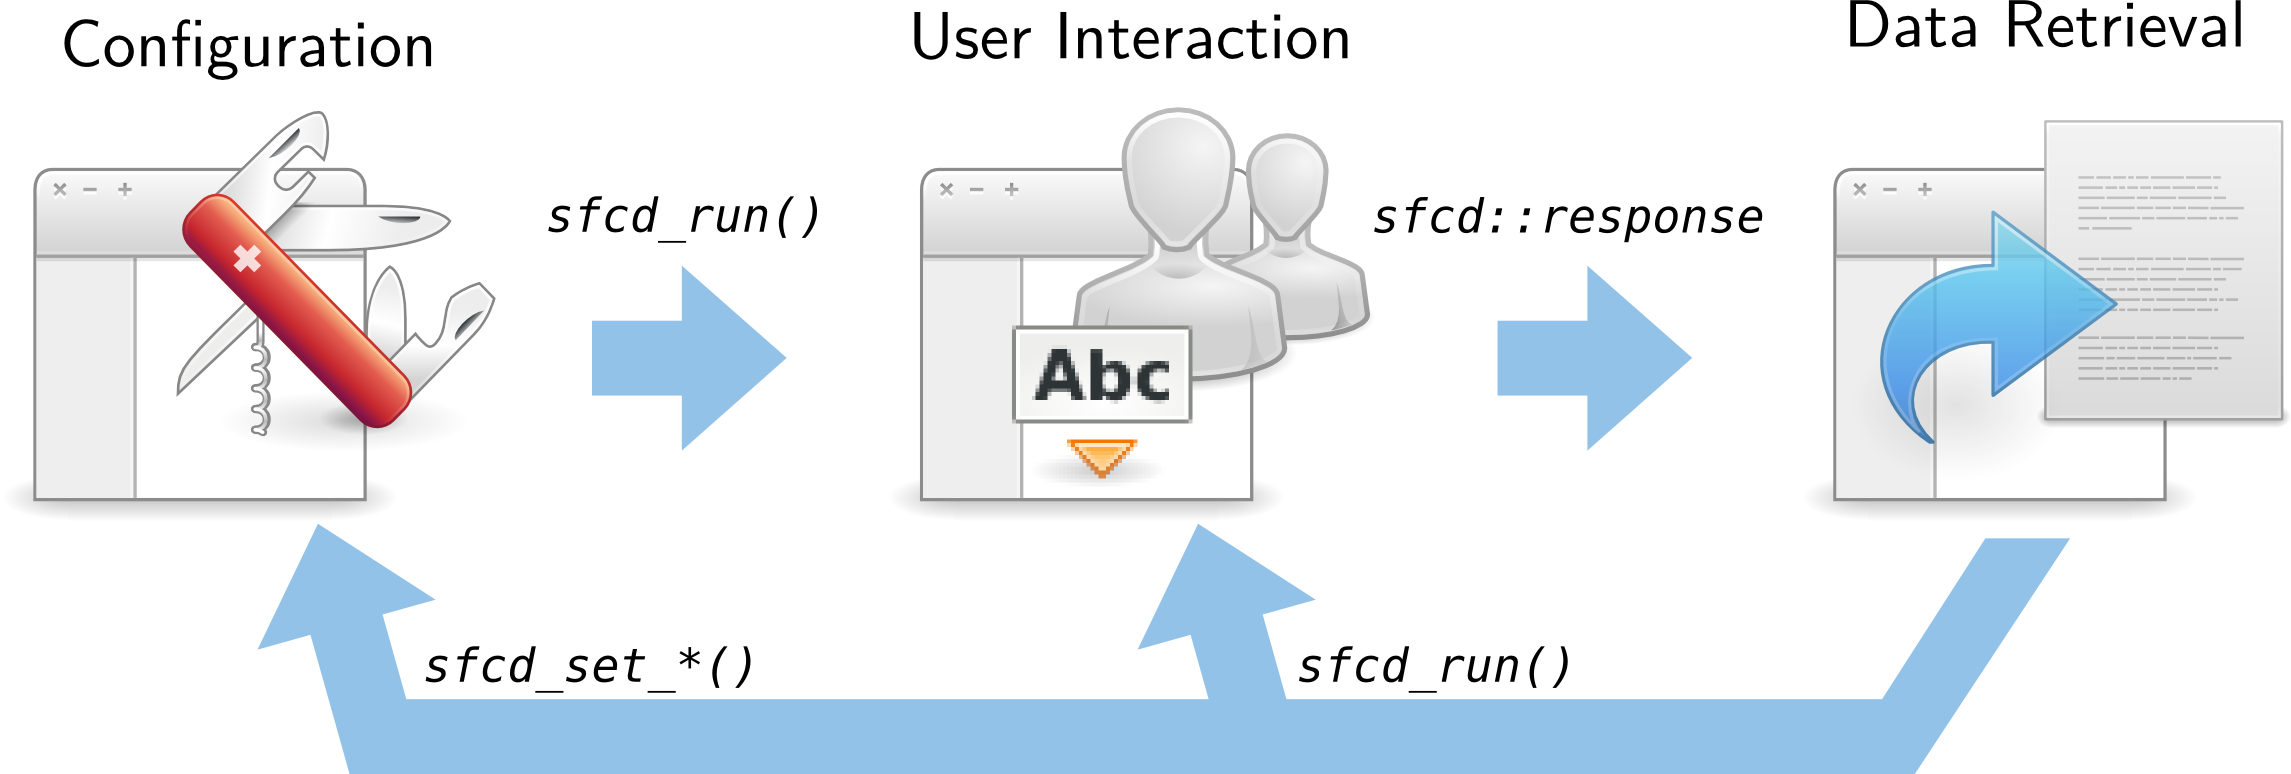 Configuration
User Interaction
Data Retrieval
sfcd_run()
sfcd::response
Abc
sfcd_set_*()
sfcd_run()